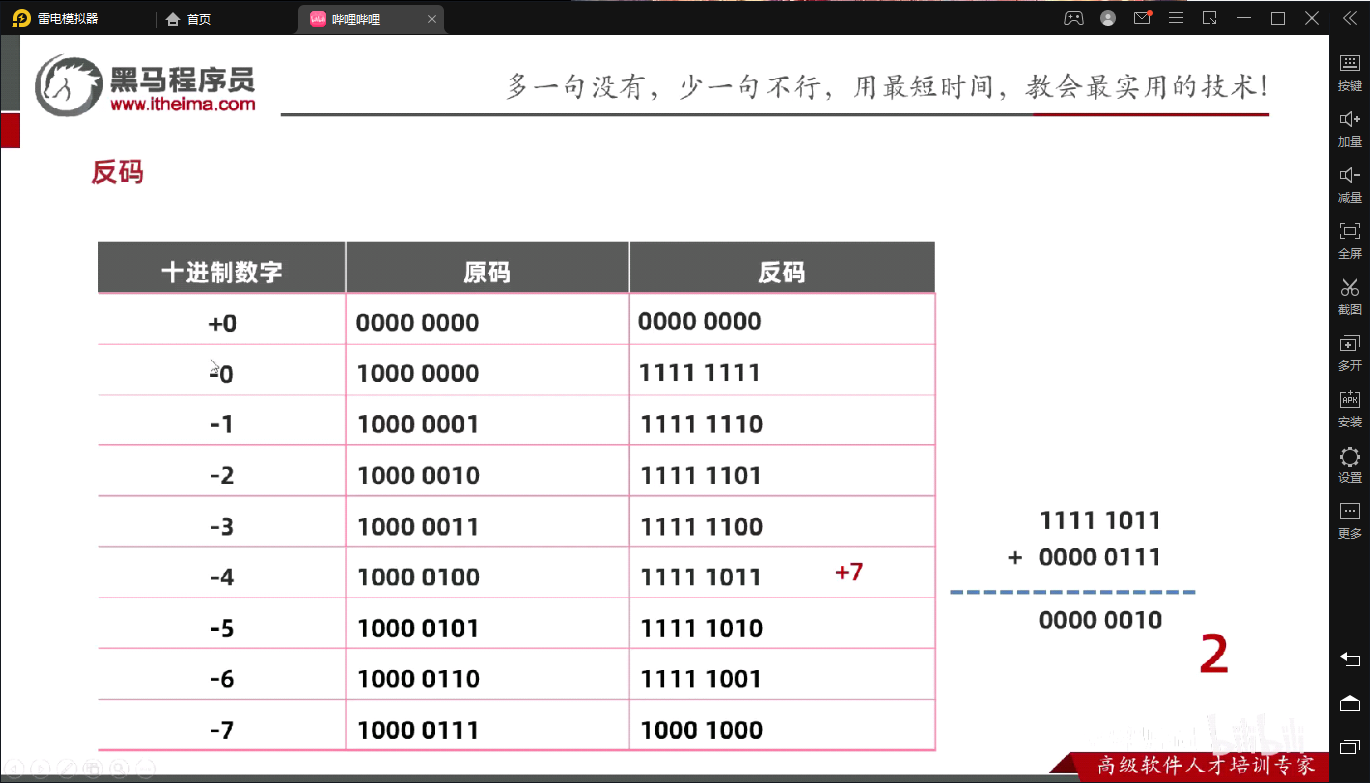 雷电模拟器
首页
哔哩哔哩
黑马程序员
www.itheima.com
多一句没有，少一句不行，用最短时间，教会最实用的技术！
反码
十进制数字 原码 反码
+0 0000 0000 0000 0000
-0 1000 0000 1111 1111
-1 1000 0001 1111 1110
-2 1000 0010 1111 1101
-3 1000 0011 1111 1100
-4 1000 0100 1111 1011 +7
-5 1000 0101 1111 1010
-6 1000 0110 1111 1001
-7 1000 0111 1000 1000
1111 1011
+ 0000 0111
0000 0010
2
高级软件人才培训专家
bilibili
按键
加量
减量
全屏
截图
多开
APK
安装
设置
更多